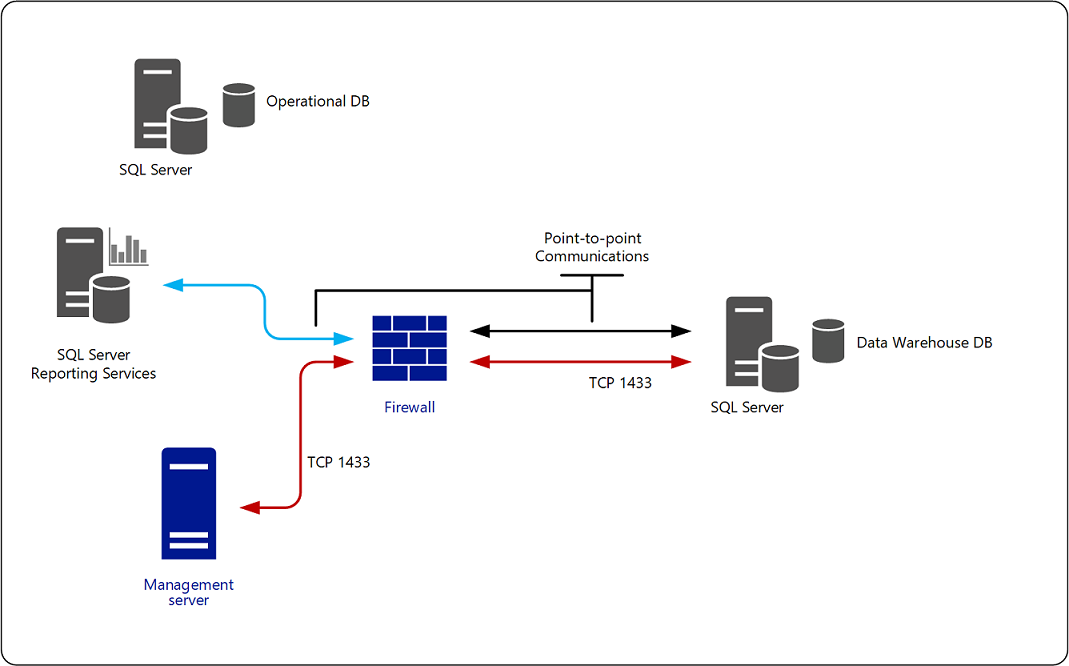 Operational DB
SQL Server
Point-to-point
Communications
SQL Server
Reporting Services
Data Warehouse DB
TCP 1433
Firewall
SQL Server
TCP 1433
Management
server